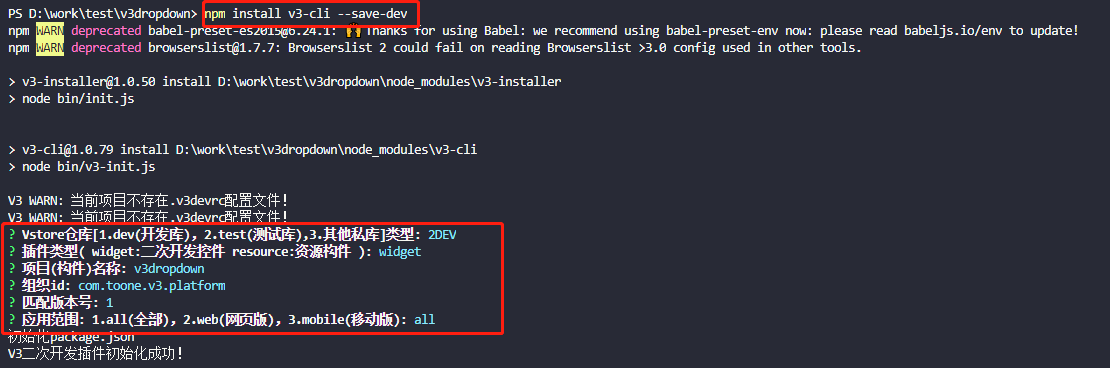 PS D:\work\test\v3dropdown> npm install v3-cli --save-dev
npm WARN deprecated babel-preset-es2015@6.24.1: 🙌 Thanks for using Babel: we recommend using babel-preset-env now: please read babeljs.io/env to update!
npm WARN deprecated browserslist@1.7.7: Browserslist 2 could fail on reading Browserslist >3.0 config used in other tools.
> v3-installer@1.0.50 install D:\work\test\v3dropdown\node_modules\v3-installer
> node bin/init.js
> v3-cli@1.0.79 install D:\work\test\v3dropdown\node_modules\v3-cli
> node bin/v3-init.js
V3 WARN: 当前项目不存在.v3devrc配置文件!
V3 WARN: 当前项目不存在.v3devrc配置文件!
? Vstore仓库[1.dev(开发库), 2.test(测试库),3.其他私库]类型: 2DEV
? 插件类型( widget:二次开发控件 resource:资源构件 ): widget
? 项目(构件)名称: v3dropdown
? 组织id: com.toone.v3.platform
? 匹配版本号: 1
? 应用范围: 1.all(全部), 2.web(网页版), 3.mobile(移动版): all
初始化package.json
V3二次开发插件初始化成功!